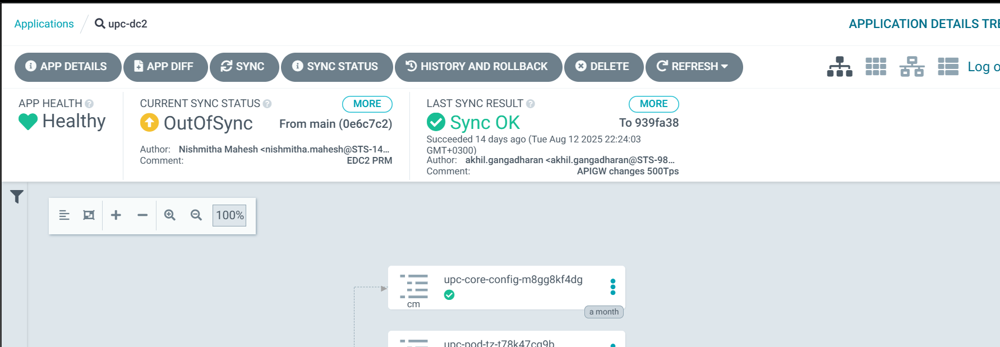 Applications
upc-dc2
APPLICATION DETAILS TRE
APP DETAILS
APP DIFF
SYNC
SYNC STATUS
HISTORY AND ROLLBACK
DELETE
REFRESH
Log o
APP HEALTH
Healthy
CURRENT SYNC STATUS
MORE
OutOfSync
From main (0e6c7c2)
Author: Nishmitha Mahesh <nishmitha.mahesh@STS-14...
Comment: EDC2 PRM
LAST SYNC RESULT
MORE
Sync OK
To 939fa38
Succeeded 14 days ago (Tue Aug 12 2025 22:24:03
GMT+0300)
Author: akhil.gangadharan <akhil.gangadharan@STS-98...
Comment: APIGW changes 500Tps
100%
upc-core-config-m8gg8kf4dg
cm
a month
upc-pod-tz-t78k47cg9b